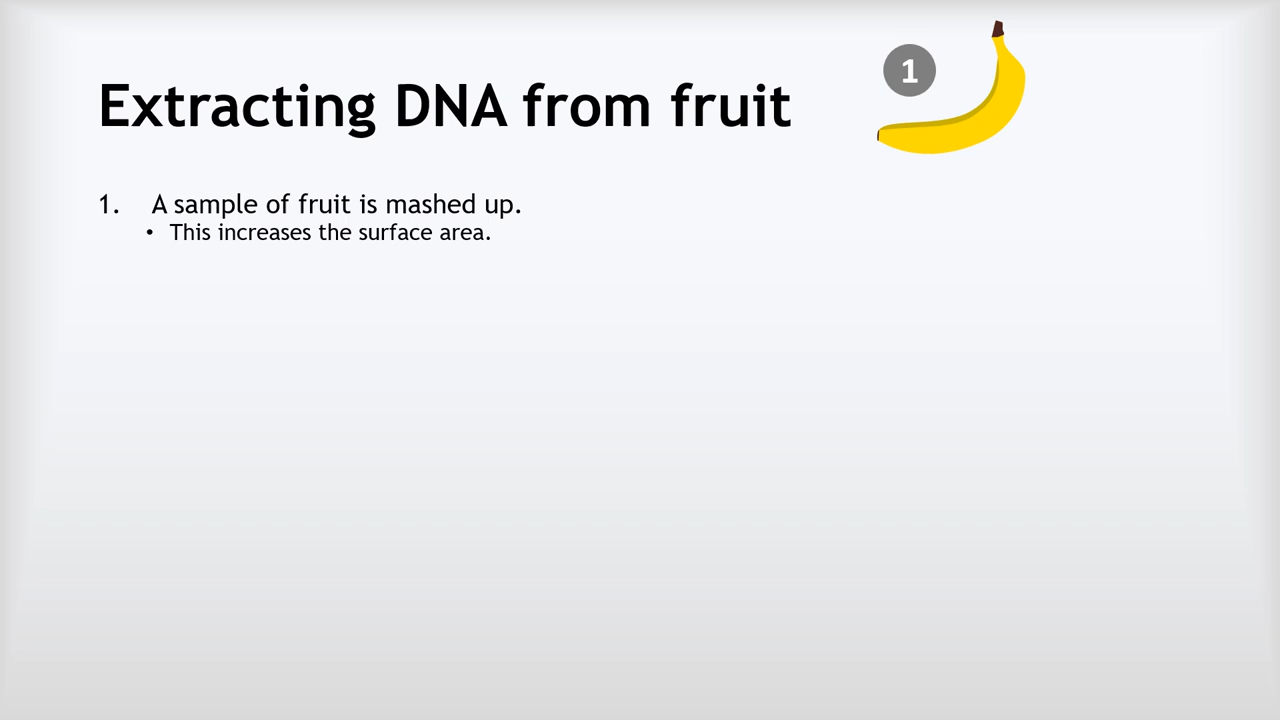 Extracting DNA from fruit
1
1. A sample of fruit is mashed up.
• This increases the surface area.